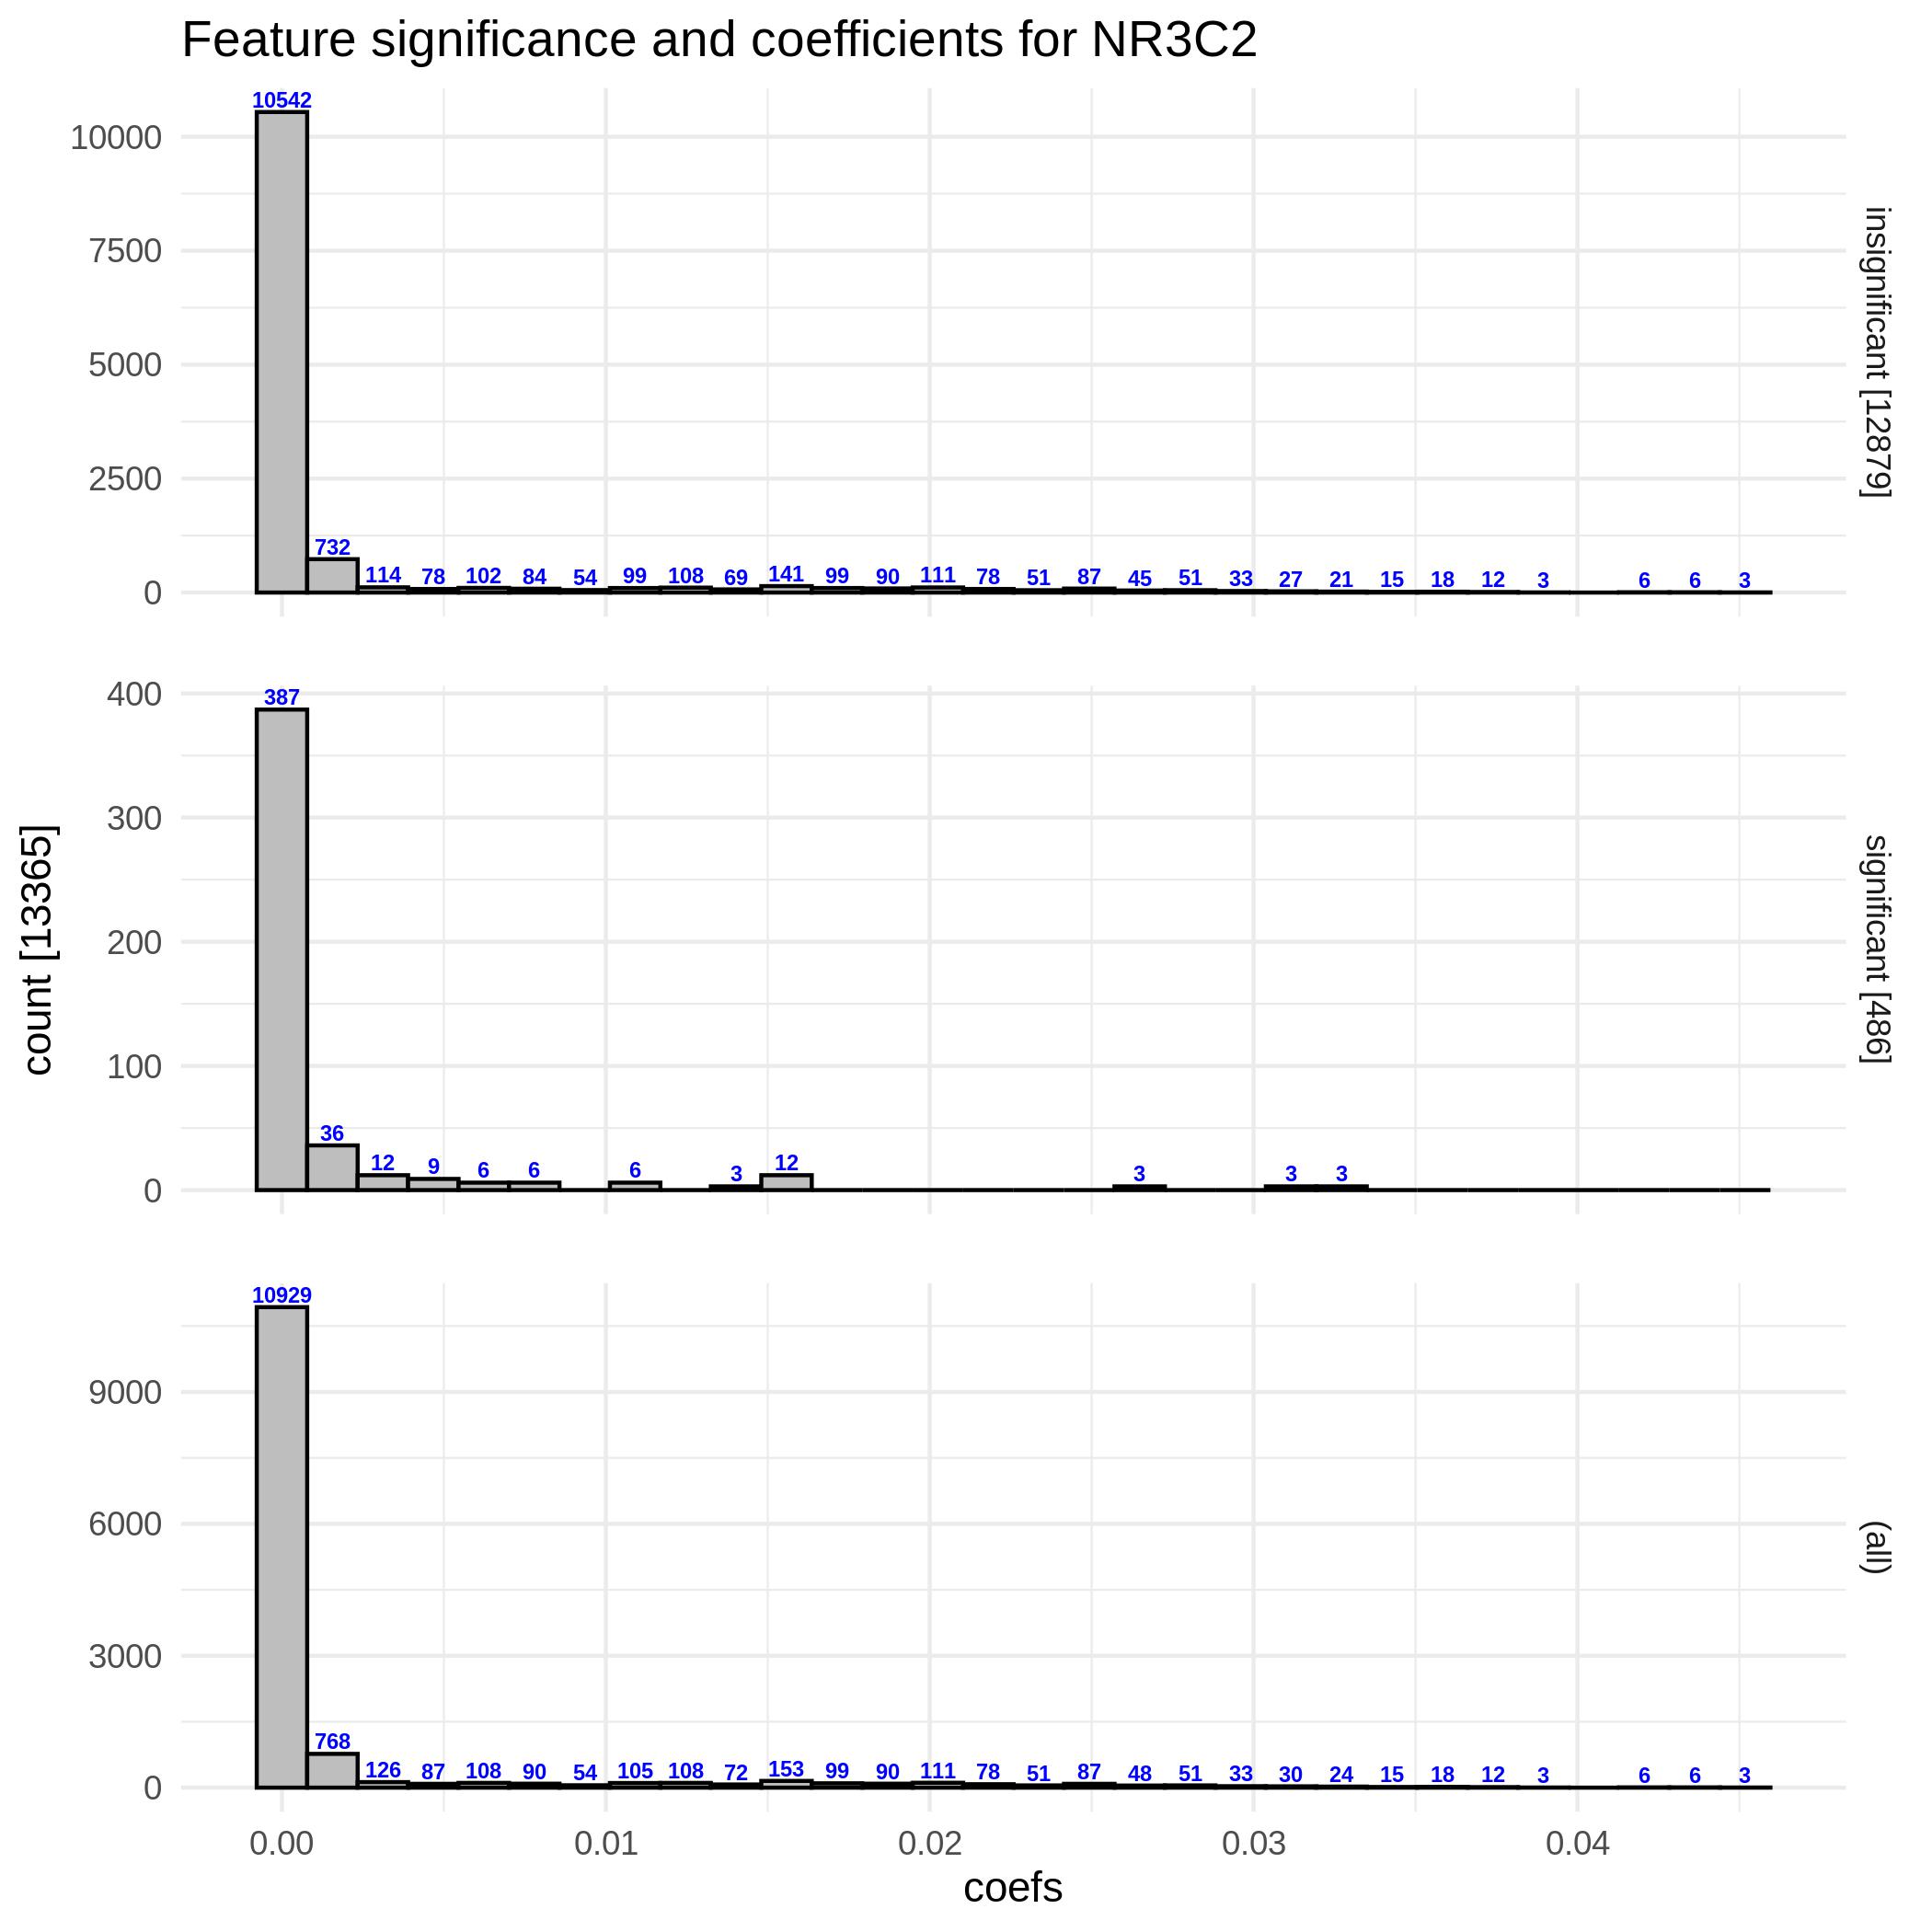 Feature significance and coefficients for NR3C2
10542
10000
7500
5000
2500
0
732 114 78 102 84 54 99 108 69 141 99 90 111 78 51 87 45 51 33 27 21 15 18 12 3 6 6 3
insignificant [12879]
387
400
300
200
100
0
36 12 9 6 6 6 3 12 3 3 3
significant [486]
count [13365]
10929
9000
6000
3000
0
768 126 87 108 90 54 105 108 72 153 99 90 111 78 51 87 48 51 33 30 24 15 18 12 3 6 6 3
(all)
0.00 0.01 0.02 0.03 0.04
coefs